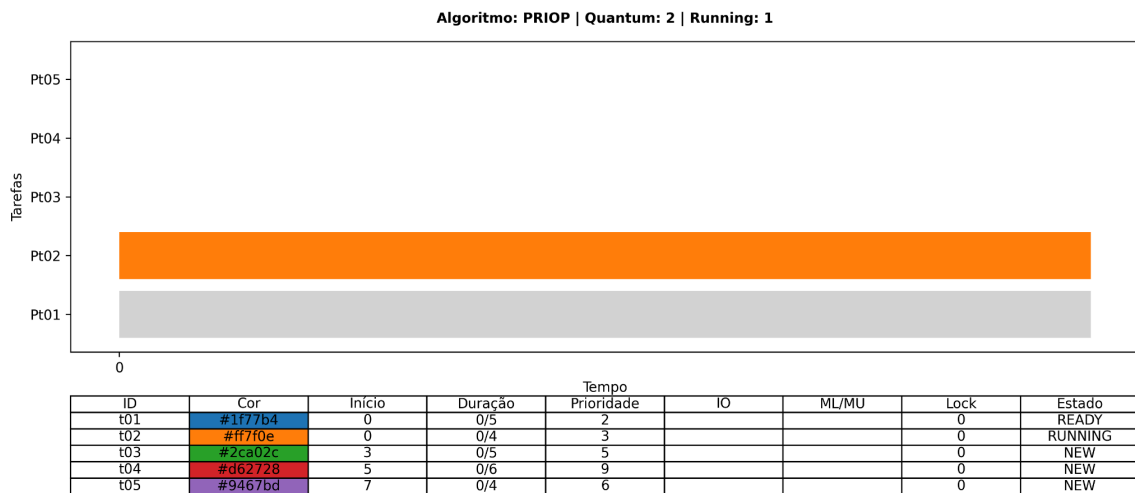 Algoritmo: PRIOP | Quantum: 2 | Running: 1
Tarefas
Pt05
Pt04
Pt03
Pt02
Pt01
0
Tempo
ID Cor Início Duração Prioridade IO ML/MU Lock Estado
t01 #1f77b4 0 0/5 2 0 READY
t02 #ff7f0e 0 0/4 3 0 RUNNING
t03 #2ca02c 3 0/5 5 0 NEW
t04 #d62728 5 0/6 9 0 NEW
t05 #9467bd 7 0/4 6 0 NEW